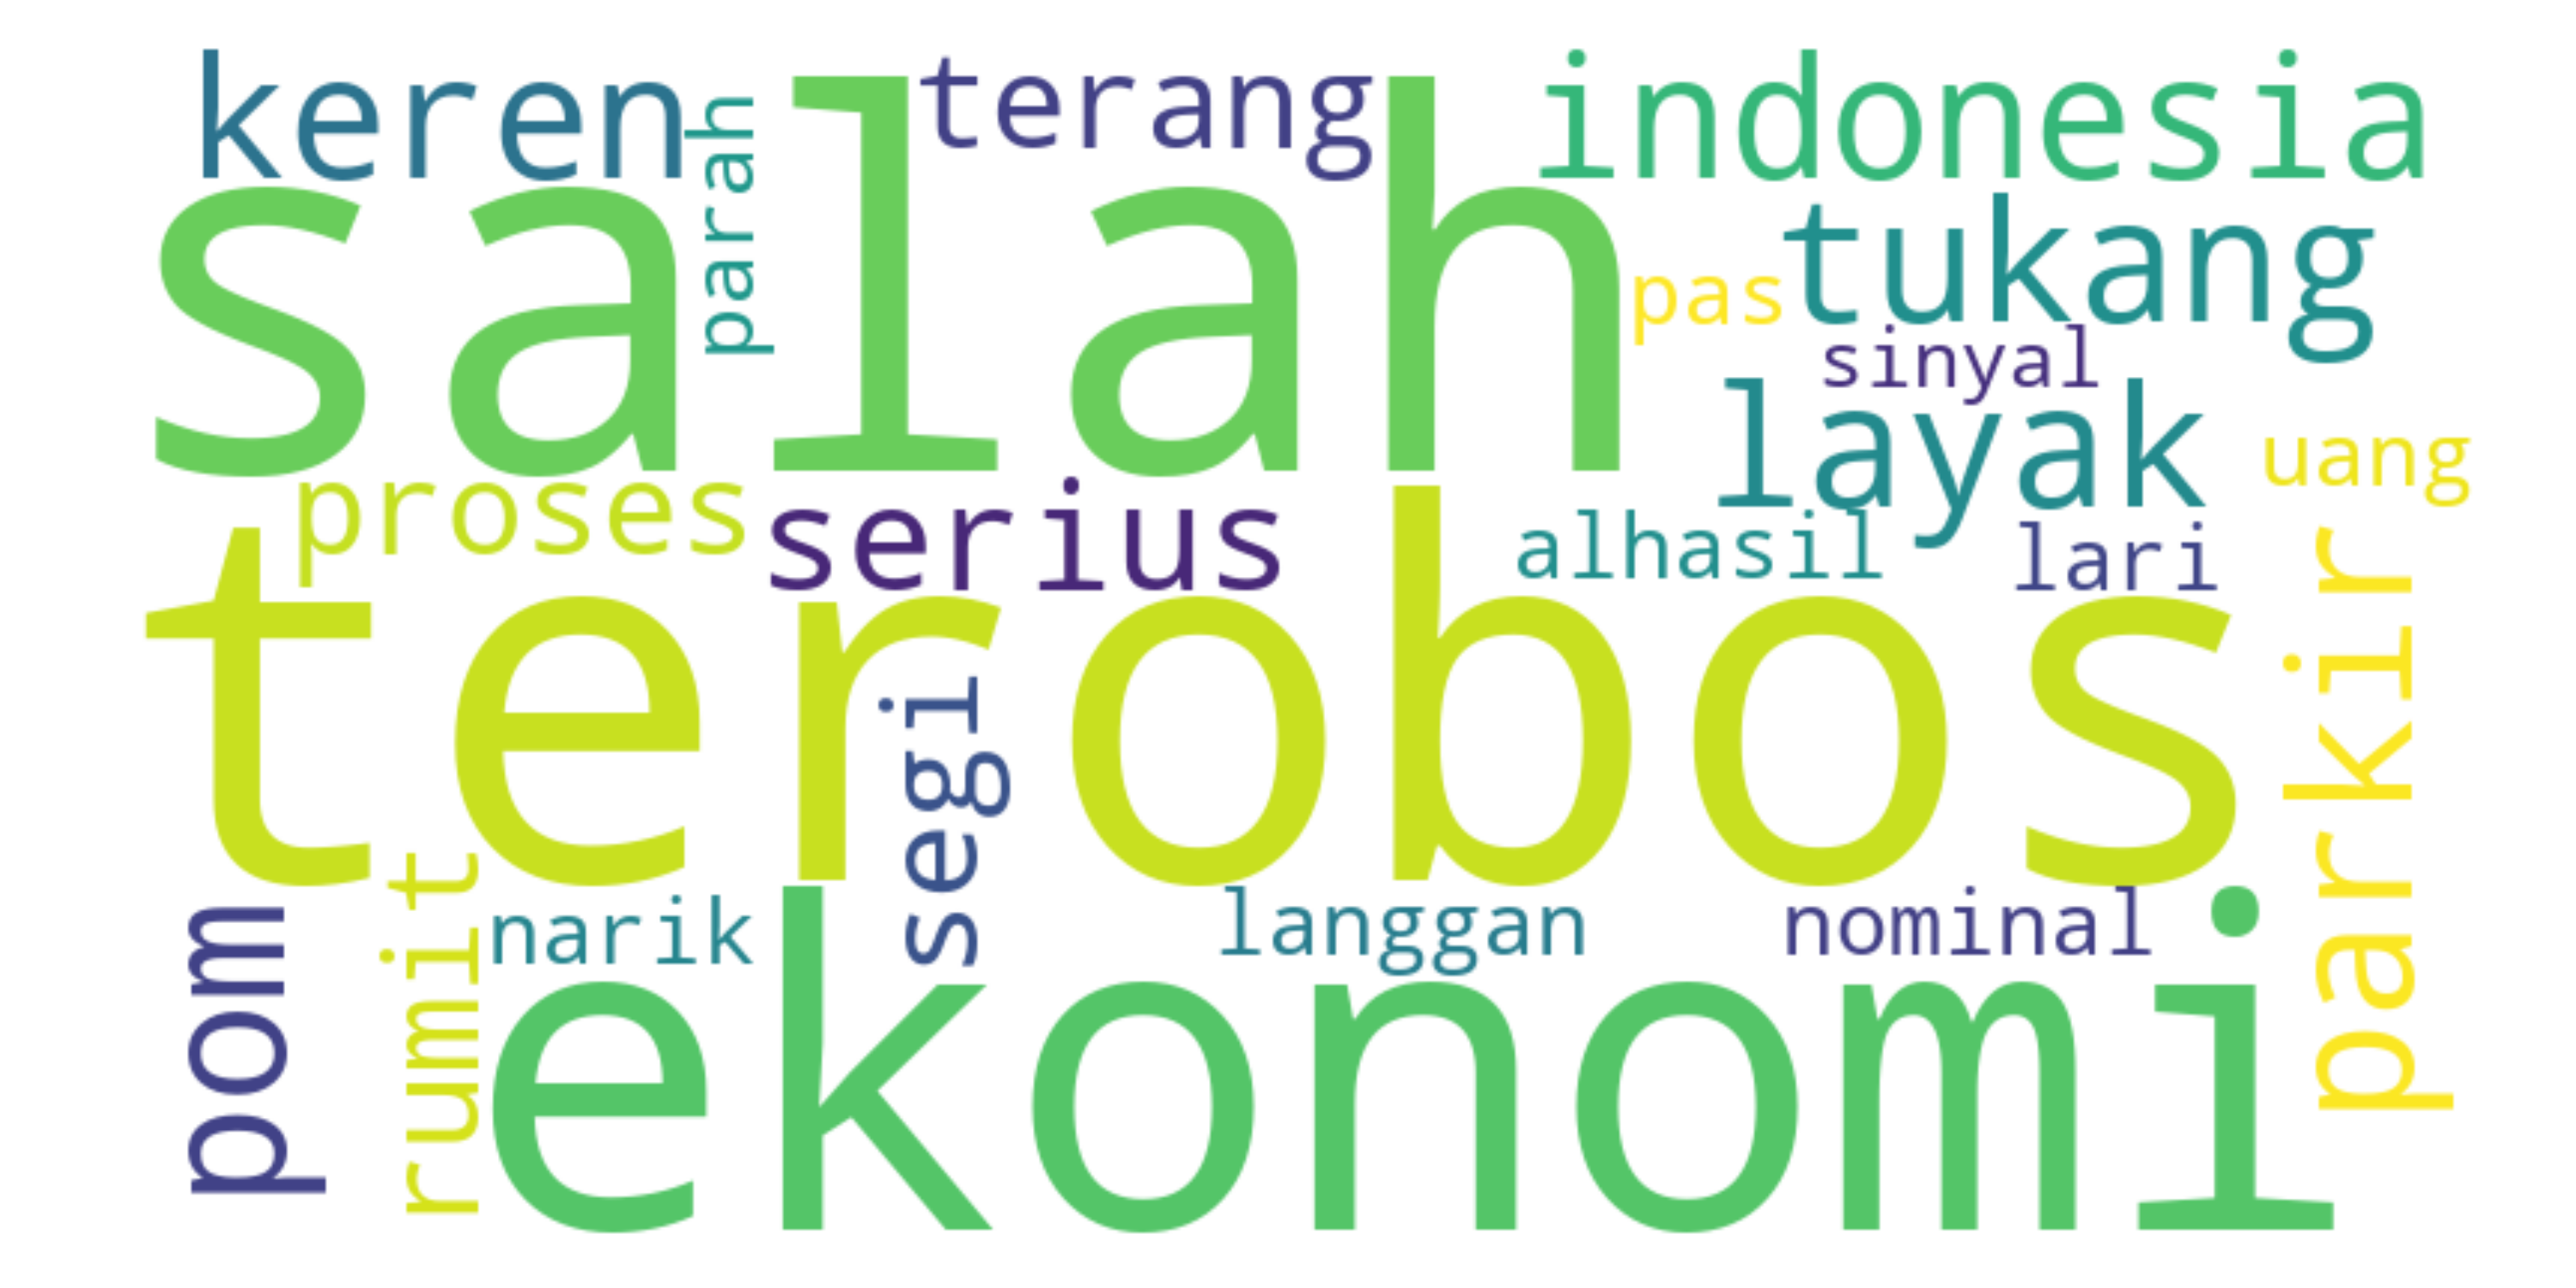 keren
parah
terang
indonesia
salah
tukang
pas
sinyal
layak
uang
proses
serius
alhasil
lari
terobos
parkir
segi
pom
rumit
narik
langgan
nominal
ekonomi